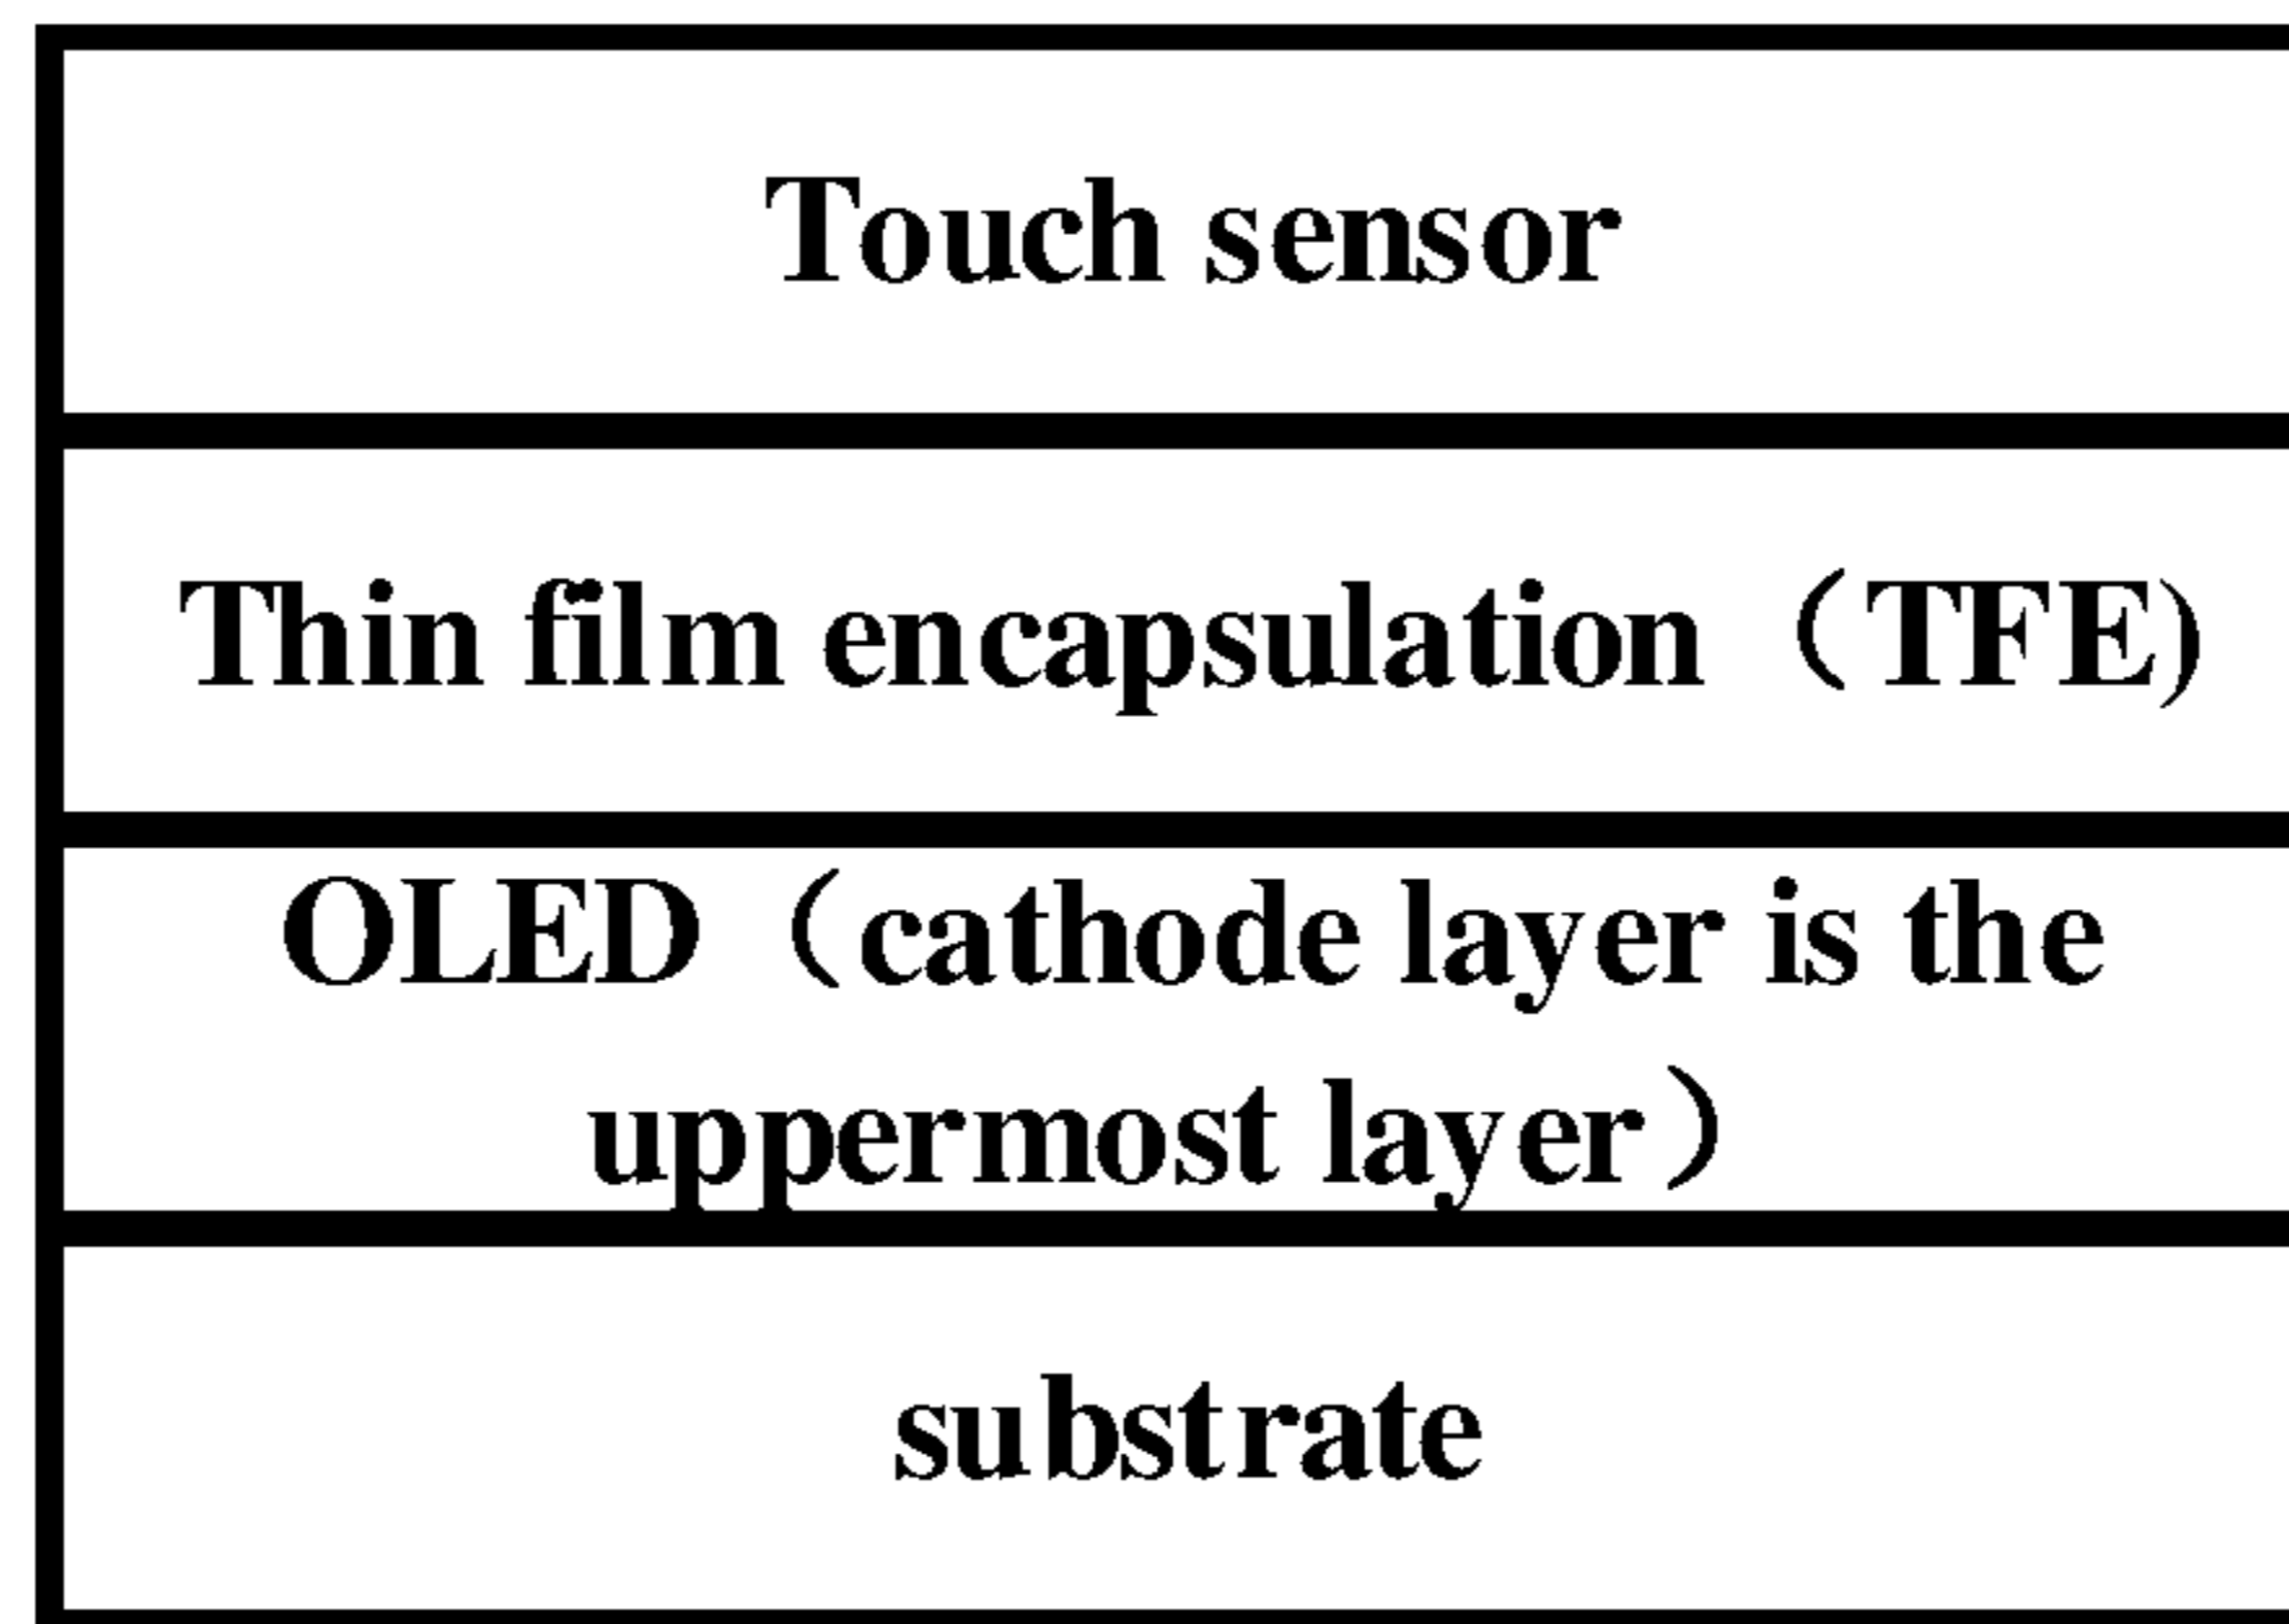 Touch sensor
Thin film encapsulation（TFE)
OLED（cathode layer is the
uppermost layer）
substrate